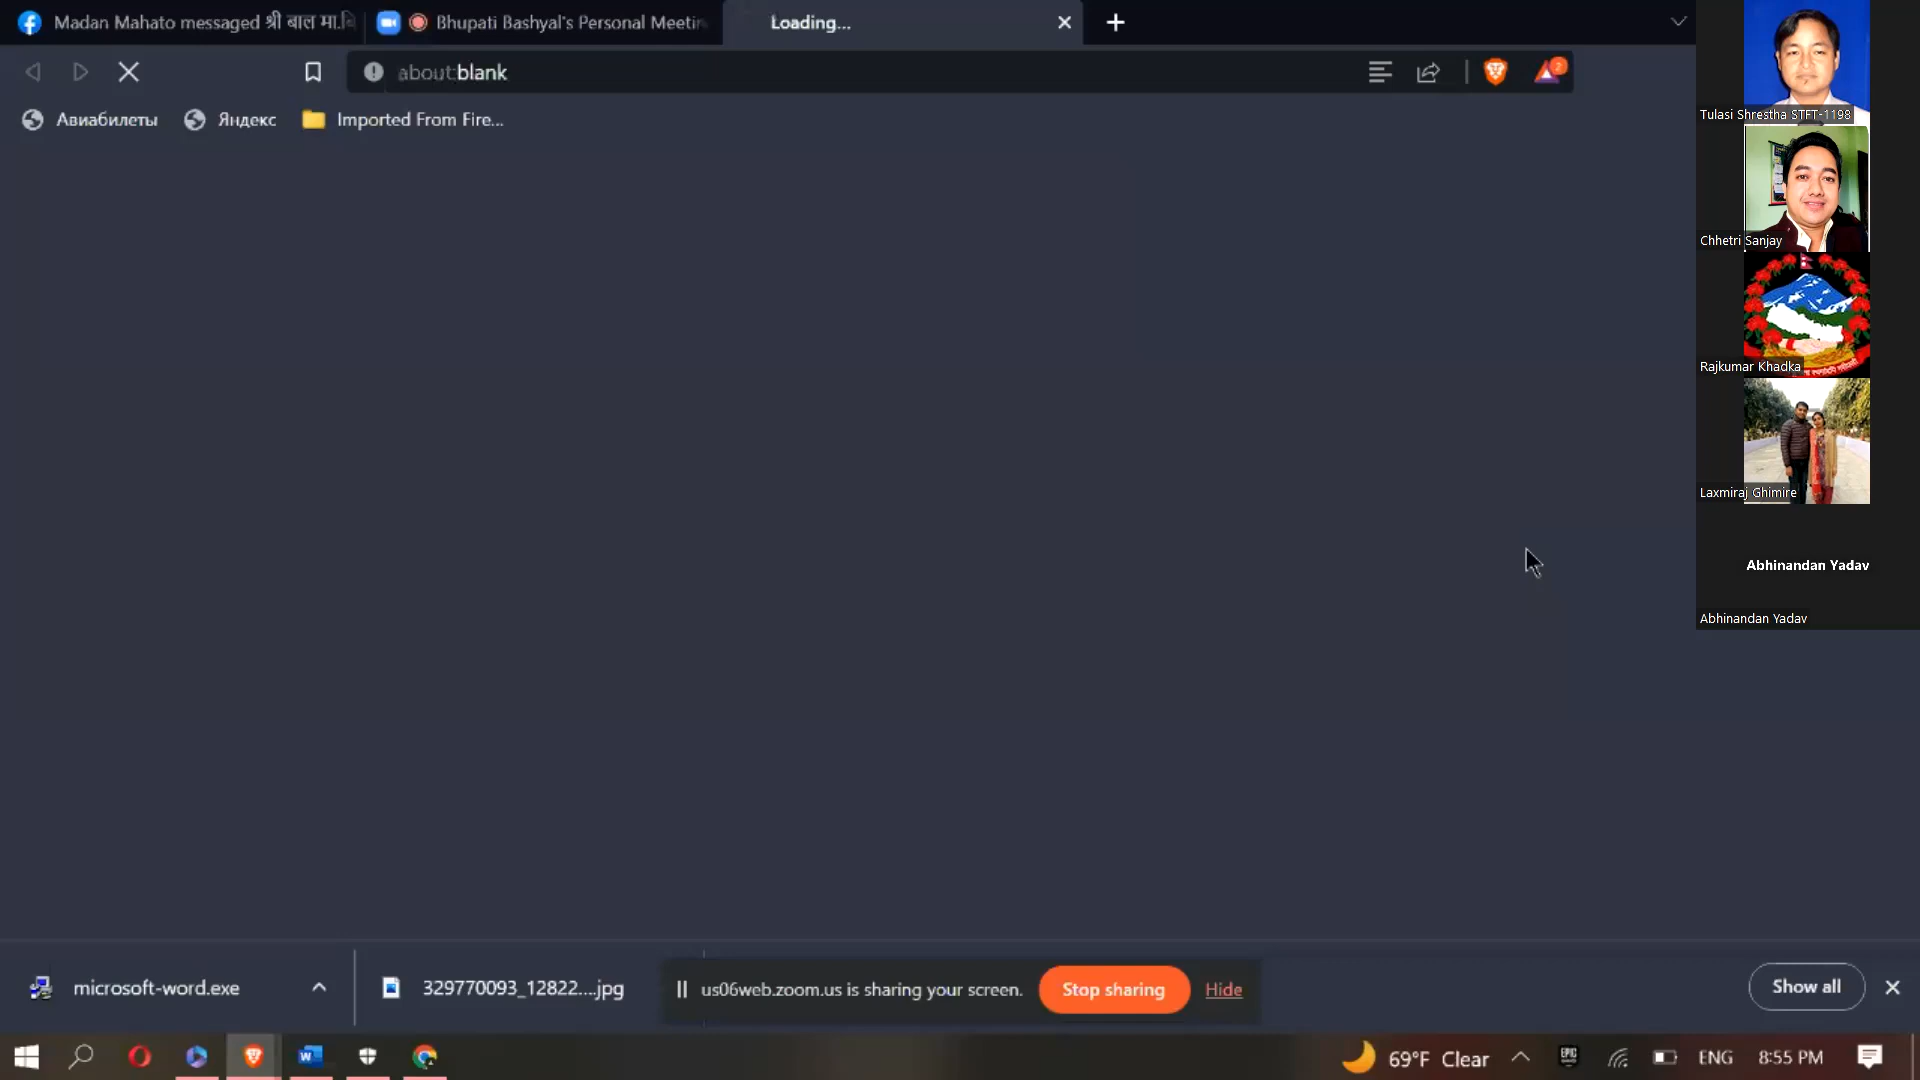 Madan Mahato messaged श्री बाल मा.वि
Bhupati Bashyal's Personal Meetin
Loading...
about:blank
2
Авиабилеты
Яндекс
Imported From Fire...
Tulasi Shrestha STFT-1198
Chhetri Sanjay
Rajkumar Khadka
Laxmiraj Ghimire
Abhinandan Yadav
Abhinandan Yadav
microsoft-word.exe
329770093_12822....jpg
us06web.zoom.us is sharing your screen.
Stop sharing
Hide
Show all
69°F Clear
EPIC
ENG
8:55 PM